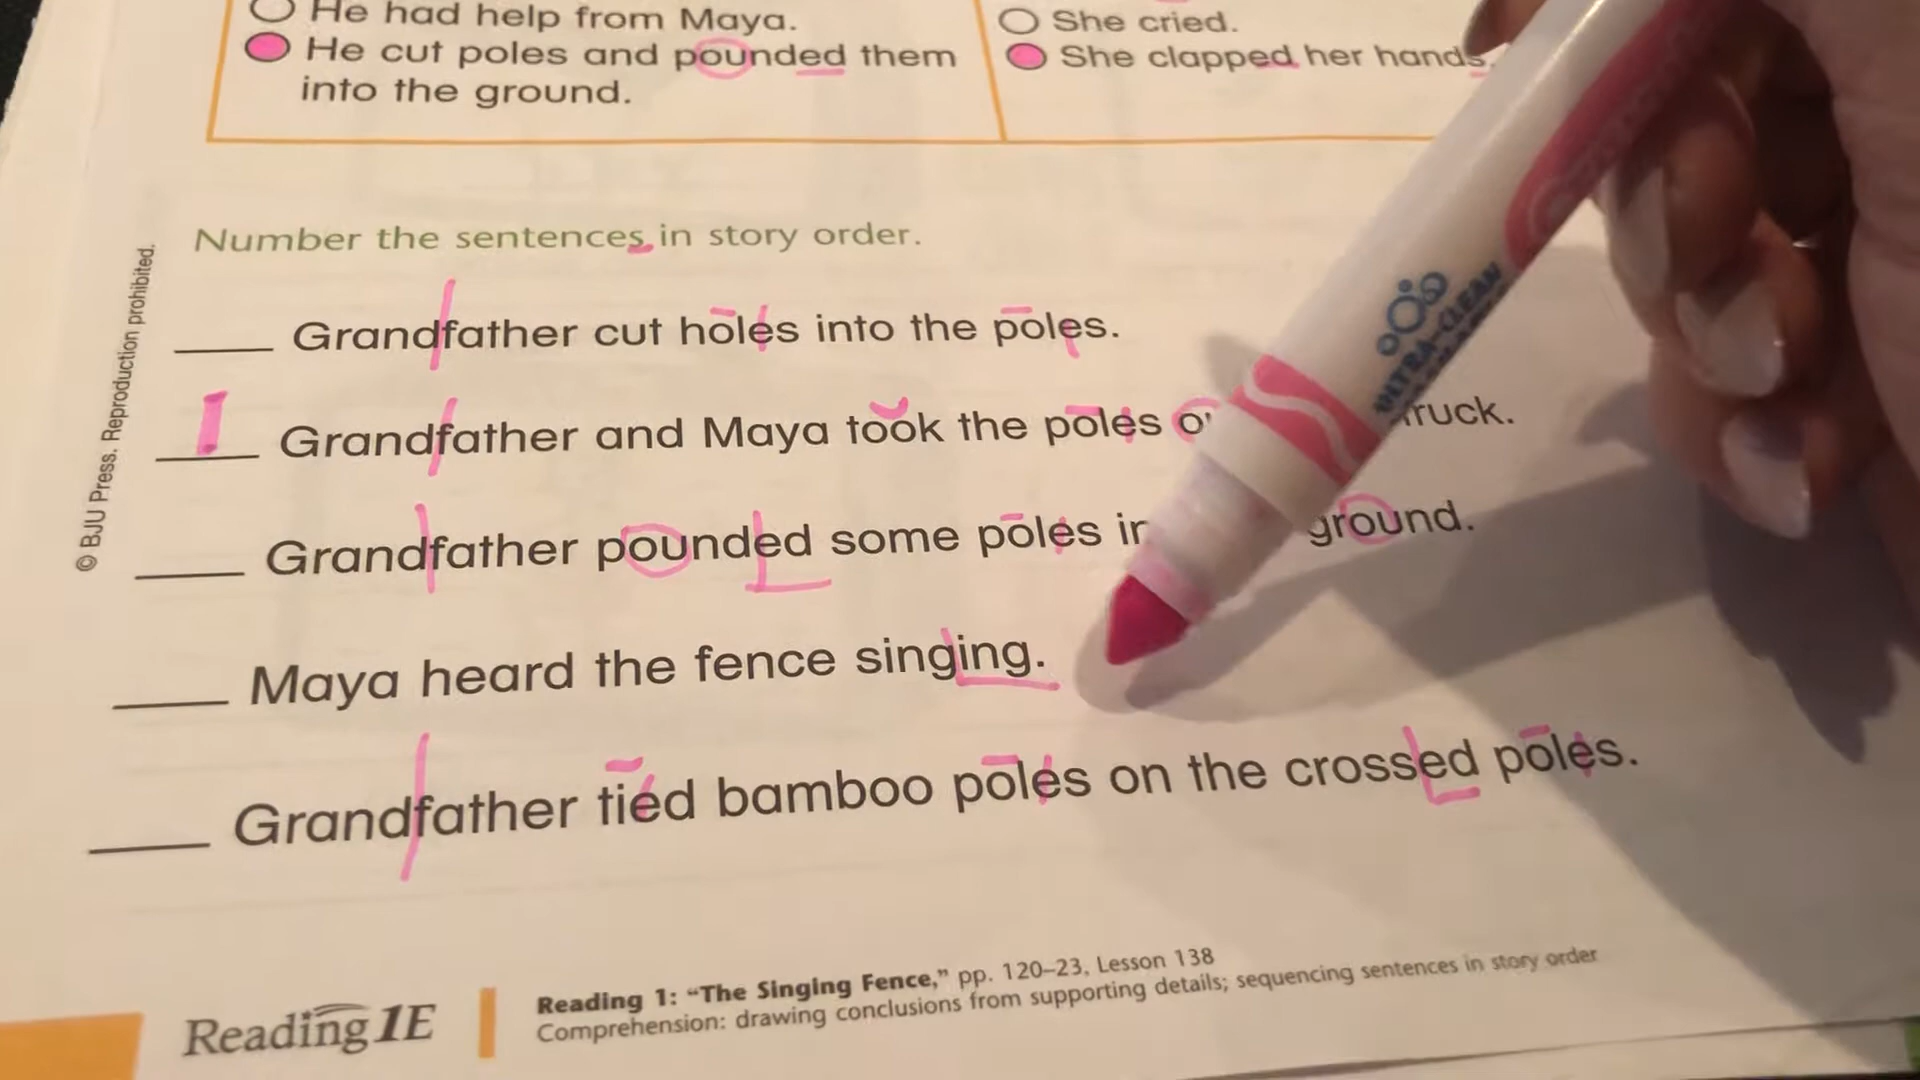 He had help from Maya.
He cut poles and pounded them
into the ground.
She cried.
She clapped her hands.
Number the sentences in story order.
Grandfather cut holes into the poles.
1 Grandfather and Maya took the poles truck.
Grandfather pounded some poles ground.
Maya heard the fence singing.
Grandfather tied bamboo poles on the crossed poles.
© BJU Press. Reproduction prohibited.
ULTRA-CLEAN
Reading 1E
Reading 1: “The Singing Fence,” pp. 120–23, Lesson 138
Comprehension: drawing conclusions from supporting details; sequencing sentences in story order